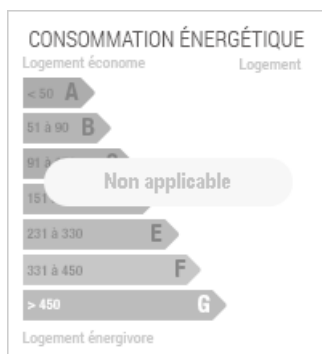 CONSOMMATION ÉNERGÉTIQUE
Logement économe Logement
< 50 A
51 à 90 B
91 à
Non applicable
151
231 à 330 E
331 à 450 F
> 450 G
Logement énergivore